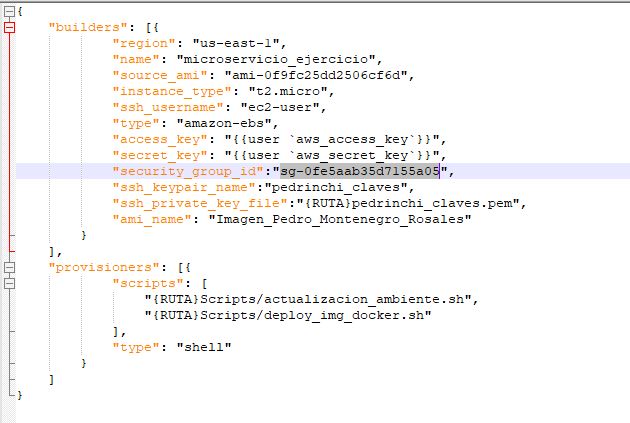 {
"builders": [{
"region": "us-east-1",
"name": "microservicio_ejercicio",
"source_ami": "ami-0f9fc25dd2506cf6d",
"instance_type": "t2.micro",
"ssh_username": "ec2-user",
"type": "amazon-ebs",
"access_key": "{{user `aws_access_key`}}",
"secret_key": "{{user `aws_secret_key`}}",
"security_group_id":"sg-0fe5aab35d7155a05",
"ssh_keypair_name":"pedrinchi_claves",
"ssh_private_key_file":"{RUTA}pedrinchi_claves.pem",
"ami_name": "Imagen_Pedro_Montenegro_Rosales"
}
],
"provisioners": [{
"scripts": [
"{RUTA}Scripts/actualizacion_ambiente.sh",
"{RUTA}Scripts/deploy_img_docker.sh"
],
"type": "shell"
}
]
}